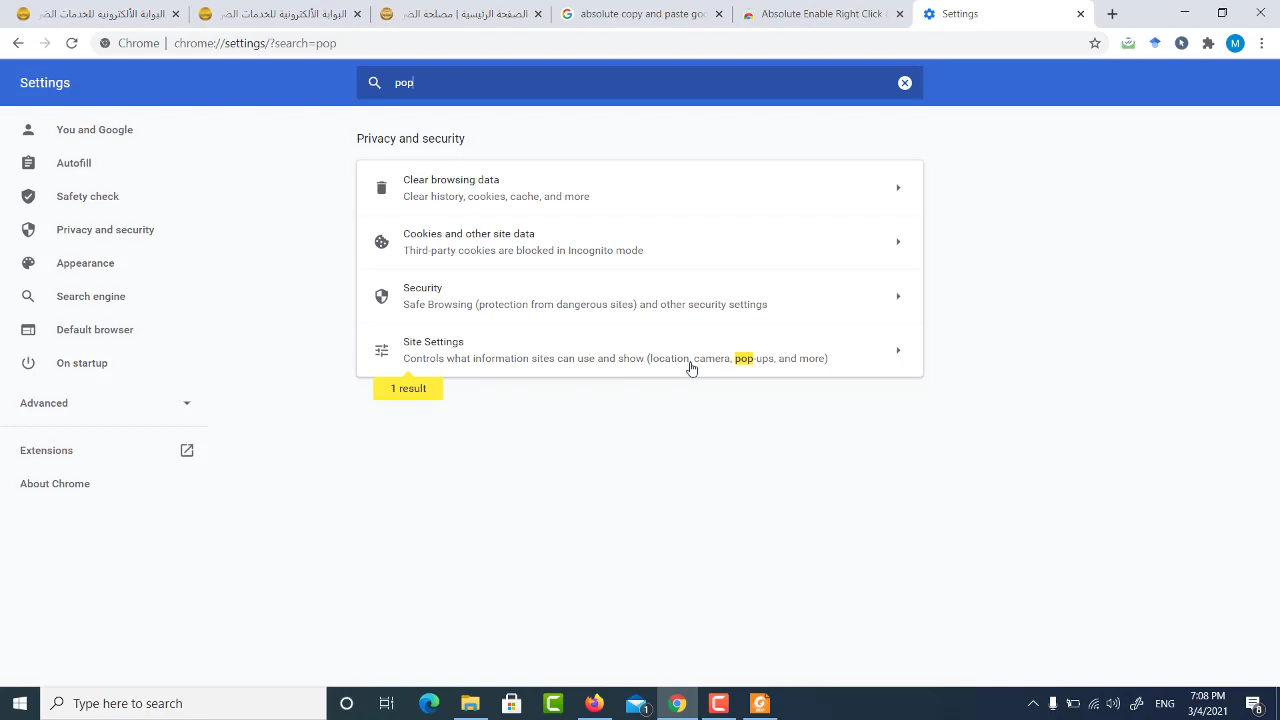 البوابة الألكترونية للخدمات الضر
البوابة الألكترونية للخدمات الضر
الصفحة الرئيسية | مصلحة الضر
absolute copy and paste goo
Absolute Enable Right Click
Settings
Chrome | chrome://settings/?search=pop
M
Settings
pop
You and Google
Autofill
Safety check
Privacy and security
Appearance
Search engine
Default browser
On startup
Advanced
Extensions
About Chrome
Privacy and security
Clear browsing data
Clear history, cookies, cache, and more
Cookies and other site data
Third-party cookies are blocked in Incognito mode
Security
Safe Browsing (protection from dangerous sites) and other security settings
Site Settings
Controls what information sites can use and show (location, camera, pop-ups, and more)
1 result
Type here to search
1
ENG
7:08 PM
3/4/2021
6